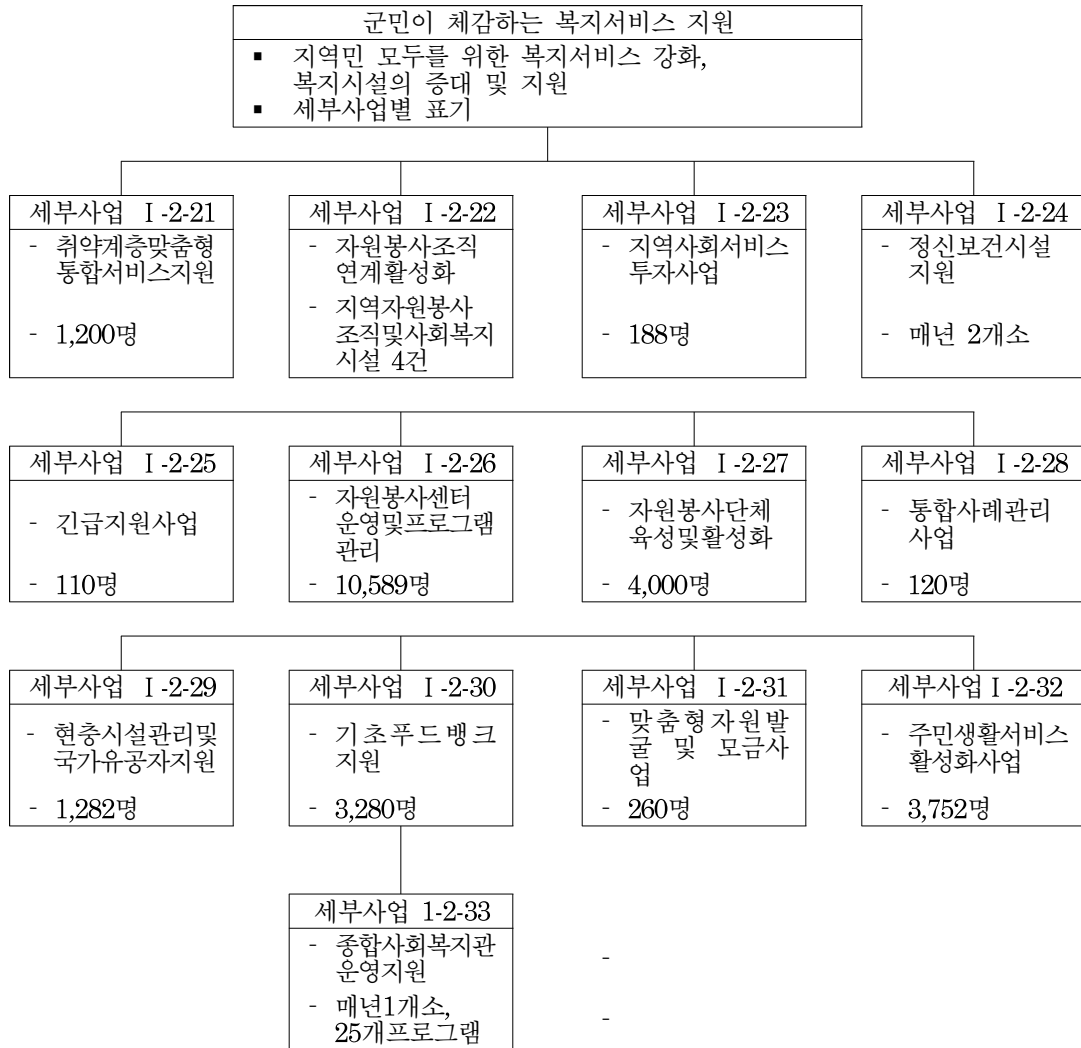 군민이 체감하는 복지서비스 지원
▪ 지역민 모두를 위한 복지서비스 강화,
복지시설의 증대 및 지원
▪ 세부사업별 표기
세부사업 Ⅰ-2-21
- 취약계층맞춤형
통합서비스지원
- 1,200명
세부사업 Ⅰ-2-22
- 자원봉사조직
연계활성화
- 지역자원봉사
조직및사회복지
시설 4건
세부사업 Ⅰ-2-23
- 지역사회서비스
투자사업
- 188명
세부사업 Ⅰ-2-24
- 정신보건시설
지원
- 매년 2개소
세부사업 Ⅰ-2-25
- 긴급지원사업
- 110명
세부사업 Ⅰ-2-26
- 자원봉사센터
운영및프로그램
관리
- 10,589명
세부사업 Ⅰ-2-27
- 자원봉사단체
육성및활성화
- 4,000명
세부사업 Ⅰ-2-28
- 통합사례관리
사업
- 120명
세부사업 Ⅰ-2-29
- 현충시설관리및
국가유공자지원
- 1,282명
세부사업 Ⅰ-2-30
- 기초푸드뱅크
지원
- 3,280명
세부사업 Ⅰ-2-31
- 맞춤형자원발
굴 및 모금사
업
- 260명
세부사업Ⅰ-2-32
- 주민생활서비스
활성화사업
- 3,752명
세부사업 1-2-33
- 종합사회복지관
운영지원
- 매년1개소,
25개프로그램
-
-